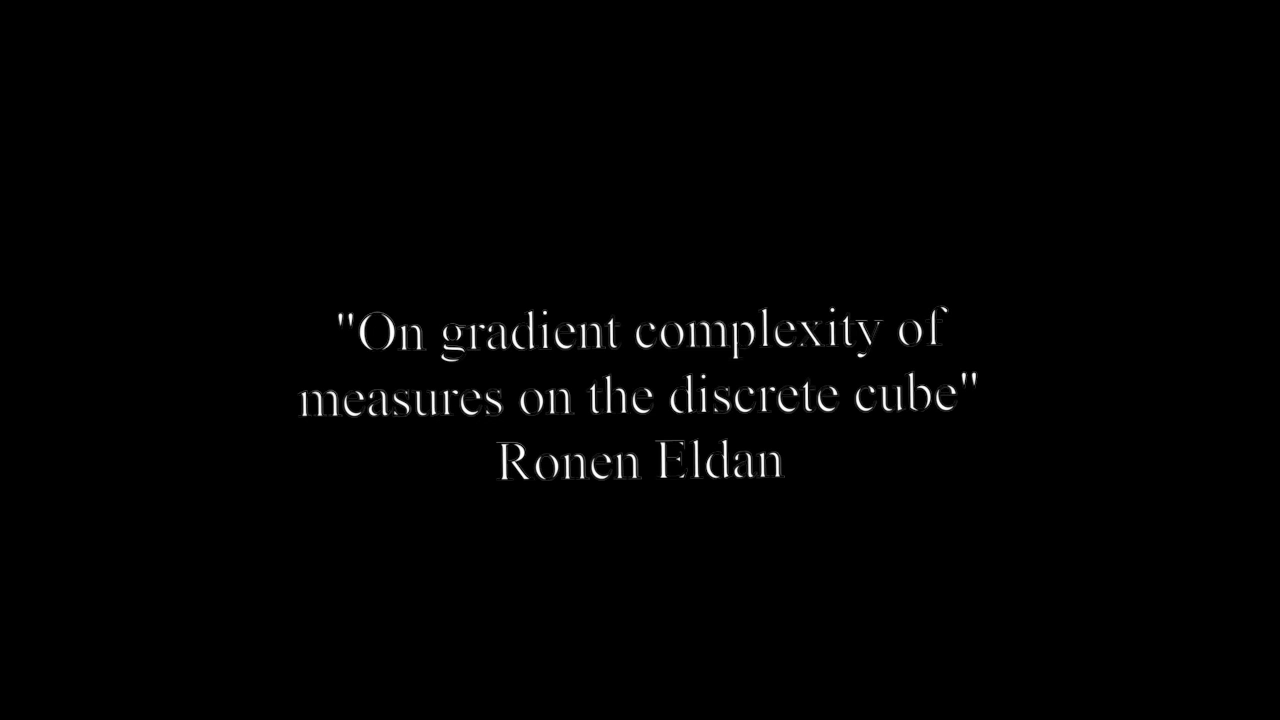 "On gradient complexity of
measures on the discrete cube"
Ronen Eldan